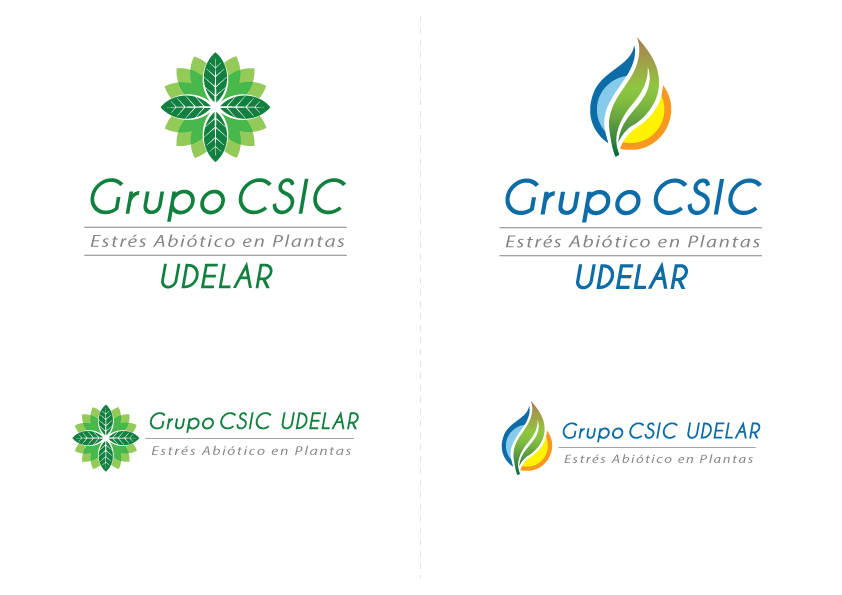 Grupo CSIC
Estrés Abiótico en Plantas
UDELAR
Grupo CSIC
Estrés Abiótico en Plantas
UDELAR
Grupo CSIC UDELAR
Estrés Abiótico en Plantas
Grupo CSIC UDELAR
Estrés Abiótico en Plantas